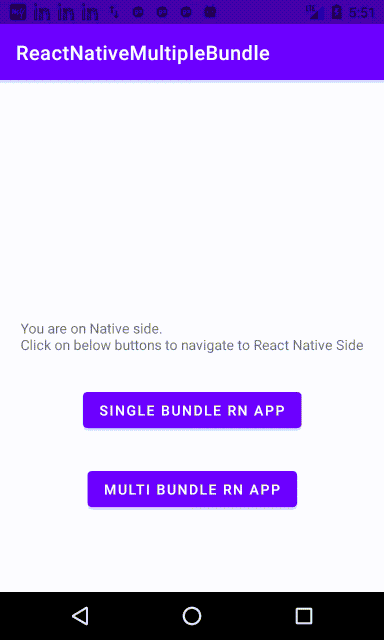 5:51
ReactNativeMultipleBundle
You are on Native side.
Click on below buttons to navigate to React Native Side
SINGLE BUNDLE RN APP
MULTI BUNDLE RN APP